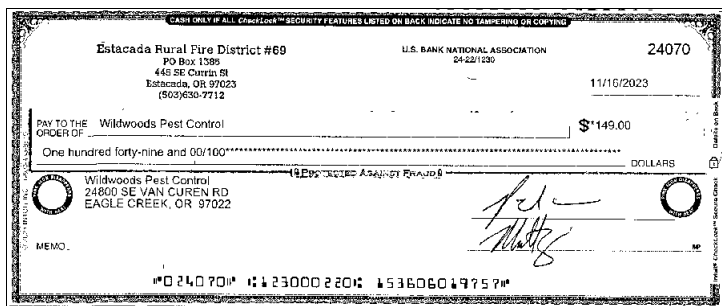 CASH ONLY IF ALL CheckLock™ SECURITY FEATURES LISTED ON BACK INDICATE NO TAMPERING OR COPYING
Estacada Rural Fire District #69
PO Box 1385
445 SE Currin St
Estacada, OR 97023
(503)630-7712
U.S. BANK NATIONAL ASSOCIATION
24-22/1230
24070
11/16/2023
PAY TO THE ORDER OF
Wildwoods Pest Control
$**149.00
One hundred forty-nine and 00/100
DOLLARS
PROTECTED AGAINST FRAUD
Wildwoods Pest Control
24800 SE VAN CUREN RD
EAGLE CREEK, OR 97022
MEMO
MP
⑈024070⑈ ⑆123000220⑆ 153606019757⑈